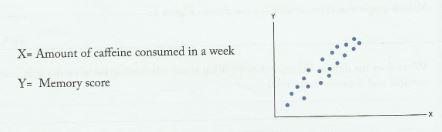 Y
X= Amount of caffeine consumed in a week
Y= Memory score
X